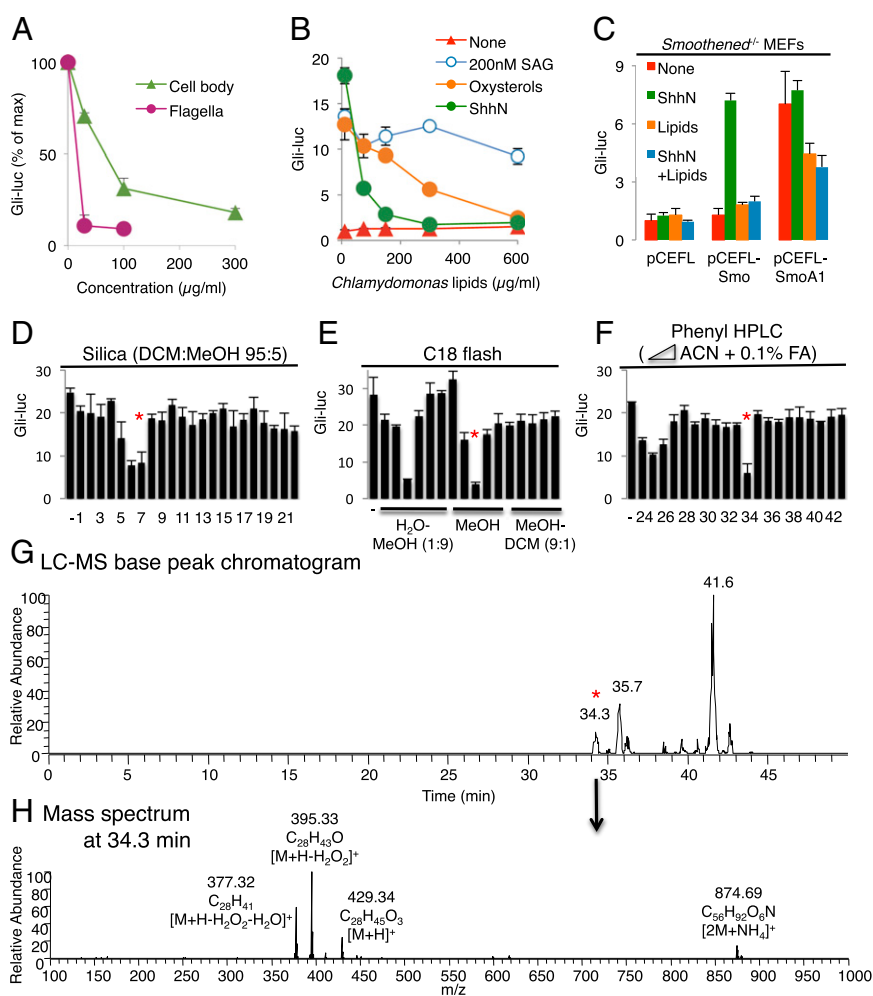 A
100
50
0
Gli-luc (% of max)
Cell body
Flagella
0 100 200 300
Concentration (µg/ml)
B
None
200nM SAG
Oxysterols
ShhN
20
15
10
5
0
Gli-luc
0 200 400 600
Chlamydomonas lipids (µg/ml)
C
Smoothened+/- MEFs
None
ShhN
Lipids
ShhN
+Lipids
9
6
3
0
Gli-luc
pCEFL pCEFL-Smo pCEFL-SmoA1
D
Silica (DCM:MeOH 95:5)
30
20
10
0
Gli-luc
*
- 1 3 5 7 9 11 13 15 17 19 21
E
C18 flash
30
20
10
0
Gli-luc
*
-
H2O-MeOH (1:9)
MeOH
MeOH-DCM (9:1)
F
Phenyl HPLC
( ACN + 0.1% FA)
30
20
10
0
Gli-luc
*
- 24 26 28 30 32 34 36 38 40 42
G LC-MS base peak chromatogram
100
80
60
40
20
0
Relative Abundance
*
34.3
35.7
41.6
0 5 10 15 20 25 30 35 40 45
Time (min)
H Mass spectrum
at 34.3 min
100
80
60
40
20
0
Relative Abundance
377.32
C28H41
[M+H-H2O2-H2O]+
395.33
C28H43O
[M+H-H2O2]+
429.34
C28H45O3
[M+H]+
874.69
C56H92O6N
[2M+NH4]+
100 200 300 400 500 600 700 800 900 1000
m/z